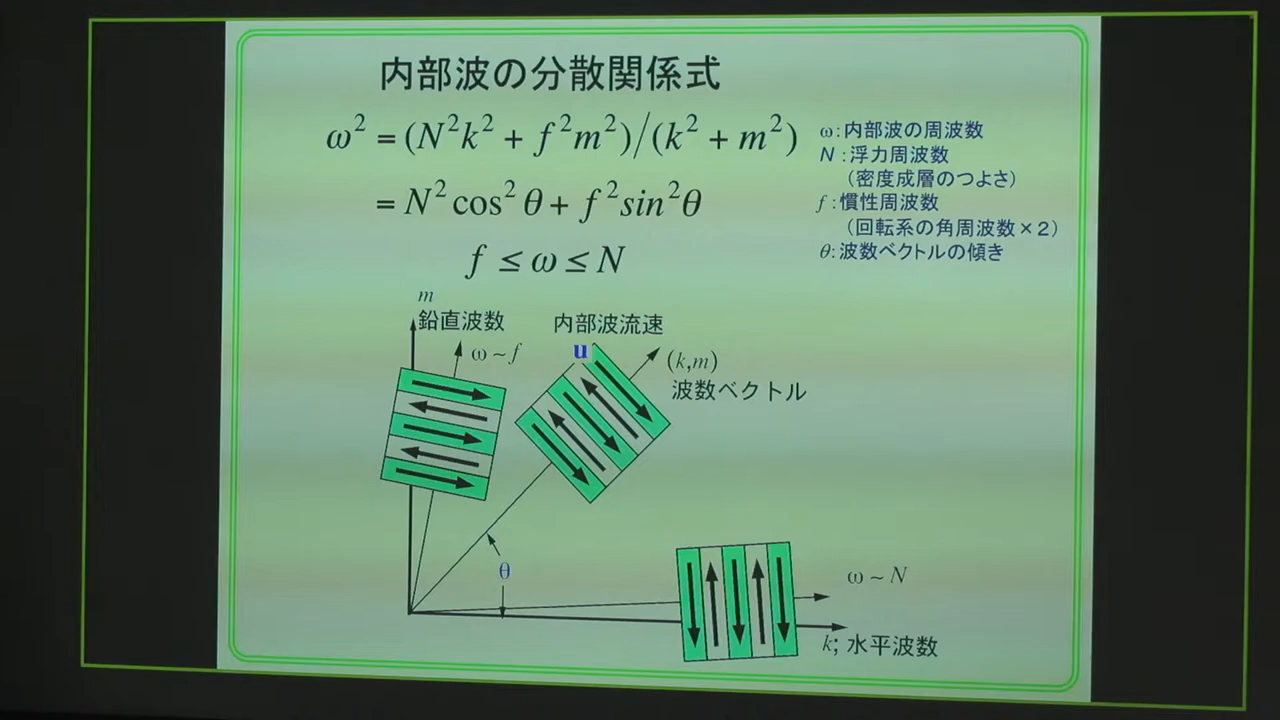 内部波の分散関係式
ω² = (N²k² + f²m²)/(k² + m²)
= N²cos²θ + f²sin²θ
f ≤ ω ≤ N
ω:内部波の周波数
N:浮力周波数
(密度成層のつよさ)
f:慣性周波数
(回転系の角周波数×2)
θ:波数ベクトルの傾き
m
鉛直波数
ω~f
内部波流速
u
(k,m)
波数ベクトル
θ
ω~N
k; 水平波数